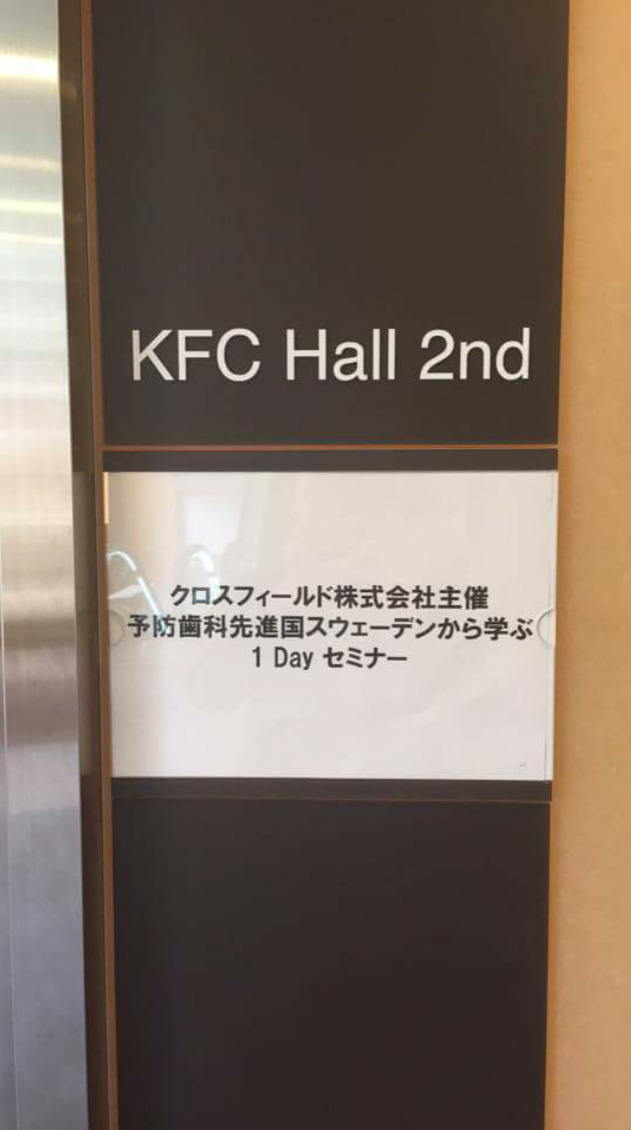 KFC Hall 2nd
クロスフィールド株式会社主催
予防歯科先進国スウェーデンから学ぶ
1 Day セミナー